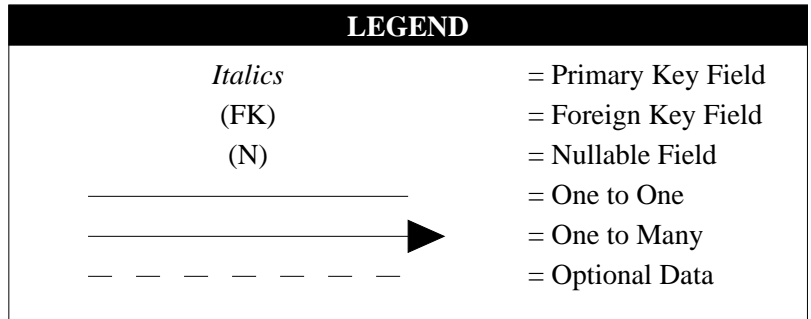 LEGEND
Italics = Primary Key Field
(FK) = Foreign Key Field
(N) = Nullable Field
= One to One
= One to Many
= Optional Data